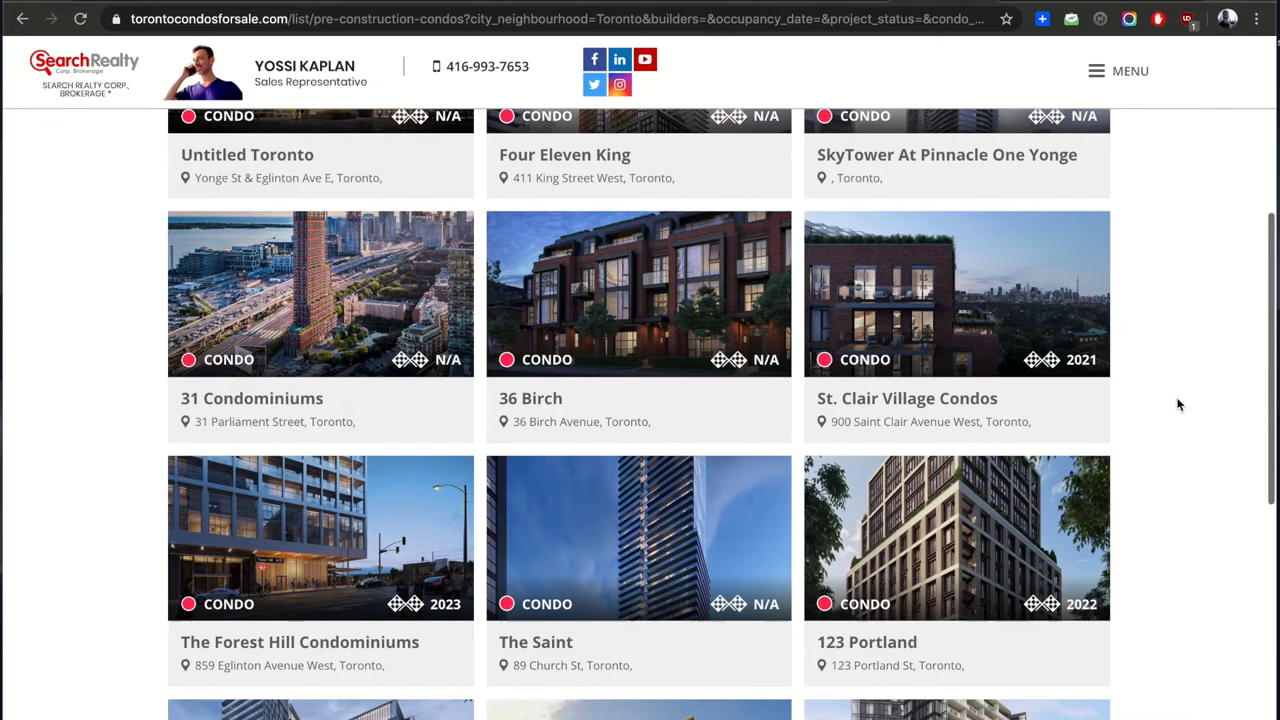 torontocondosforsale.com/list/pre-construction-condos?city_neighbourhood=Toronto&builders=&occupancy_date=&project_status=&condo_...
1
SearchRealty
Corp. Brokerage
SEARCH REALTY CORP.,
BROKERAGE *
YOSSI KAPLAN
Sales Representative
416-993-7653
MENU
CONDO N/A
CONDO N/A
CONDO N/A
Untitled Toronto
Yonge St & Eglinton Ave E, Toronto,
Four Eleven King
411 King Street West, Toronto,
SkyTower At Pinnacle One Yonge
, Toronto,
CONDO N/A
CONDO N/A
CONDO 2021
31 Condominiums
31 Parliament Street, Toronto,
36 Birch
36 Birch Avenue, Toronto,
St. Clair Village Condos
900 Saint Clair Avenue West, Toronto,
CONDO 2023
CONDO N/A
CONDO 2022
The Forest Hill Condominiums
859 Eglinton Avenue West, Toronto,
The Saint
89 Church St, Toronto,
123 Portland
123 Portland St, Toronto,